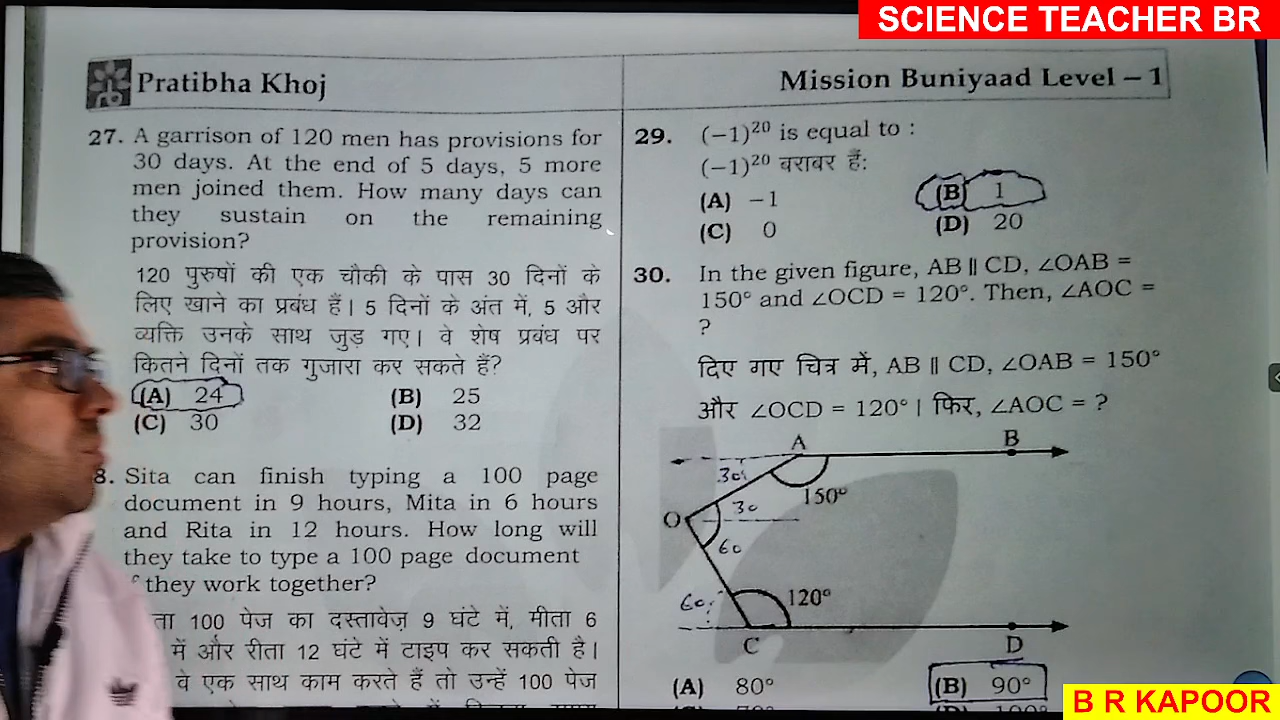 SCIENCE TEACHER BR
Pratibha Khoj
Mission Buniyaad Level – 1
27. A garrison of 120 men has provisions for
30 days. At the end of 5 days, 5 more
men joined them. How many days can
they sustain on the remaining
provision?
120 पुरुषों की एक चौकी के पास 30 दिनों के
लिए खाने का प्रबंध हैं। 5 दिनों के अंत में, 5 और
व्यक्ति उनके साथ जुड़ गए। वे शेष प्रबंध पर
कितने दिनों तक गुजारा कर सकते हैं?
(A) 24 (B) 25
(C) 30 (D) 32
8. Sita can finish typing a 100 page
document in 9 hours, Mita in 6 hours
and Rita in 12 hours. How long will
they take to type a 100 page document
they work together?
ता 100 पेज का दस्तावेज़ 9 घंटे में, मीता 6
में और रीता 12 घंटे में टाइप कर सकती है।
वे एक साथ काम करते हैं तो उन्हें 100 पेज
29. (−1)²⁰ is equal to :
(−1)²⁰ बराबर हैं:
(A) −1 (B) 1
(C) 0 (D) 20
30. In the given figure, AB || CD, ∠OAB =
150° and ∠OCD = 120°. Then, ∠AOC =
?
दिए गए चित्र में, AB || CD, ∠OAB = 150°
और ∠OCD = 120°। फिर, ∠AOC = ?
A B
30
150°
O 30
60
60 120°
C D
(A) 80° (B) 90°
B R KAPOOR